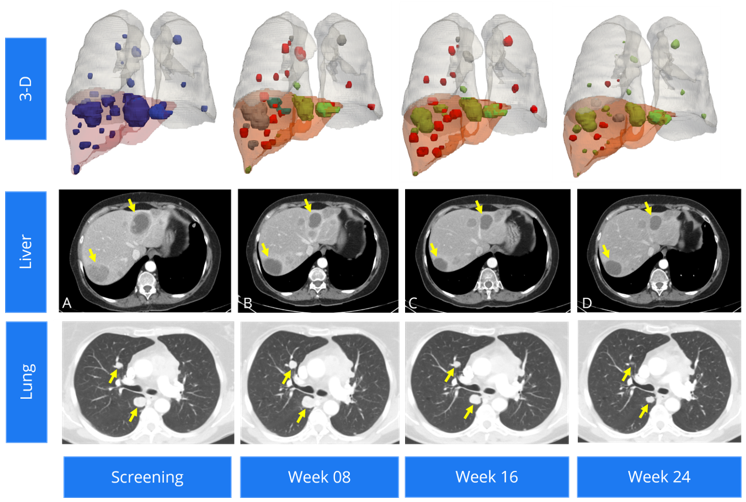 3-D
Liver
A
B
C
D
Lung
Screening
Week 08
Week 16
Week 24